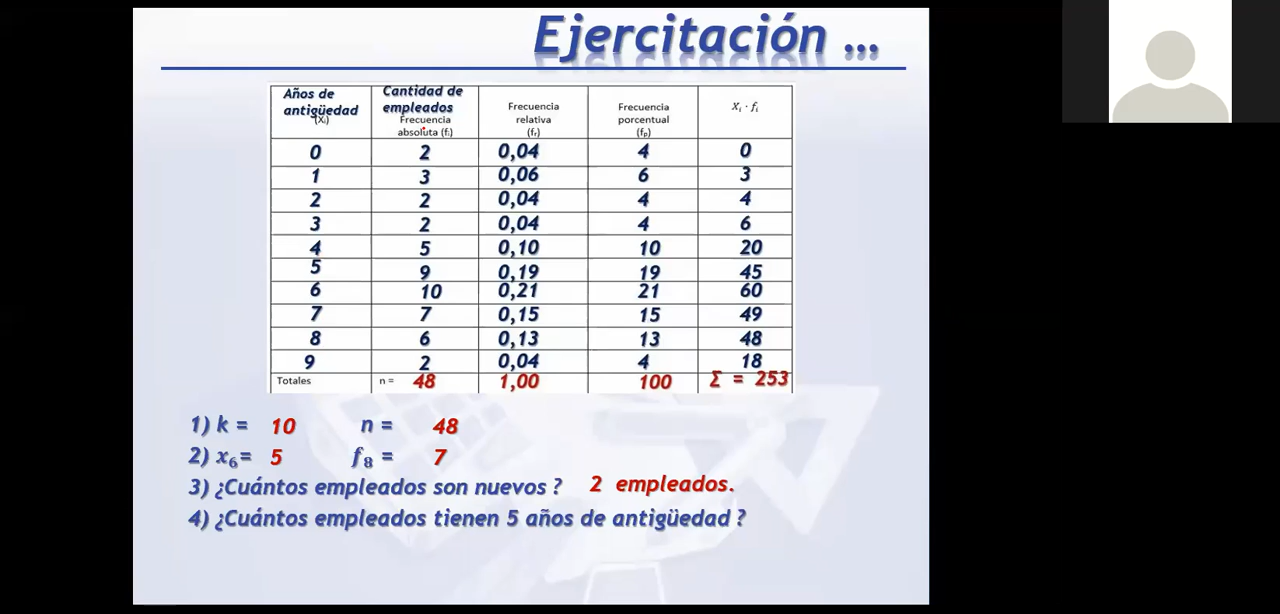 Ejercitación ...
Años de antigüedad (Xᵢ) Cantidad de empleados Frecuencia absoluta (fᵢ) Frecuencia relativa (fᵣ) Frecuencia porcentual (fₚ) Xᵢ · fᵢ
0 2 0,04 4 0
1 3 0,06 6 3
2 2 0,04 4 4
3 2 0,04 4 6
4 5 0,10 10 20
5 9 0,19 19 45
6 10 0,21 21 60
7 7 0,15 15 49
8 6 0,13 13 48
9 2 0,04 4 18
Totales n = 48 1,00 100 Σ = 253
1) k = 10 n = 48
2) x₆= 5 f₈ = 7
3) ¿Cuántos empleados son nuevos ? 2 empleados.
4) ¿Cuántos empleados tienen 5 años de antigüedad ?